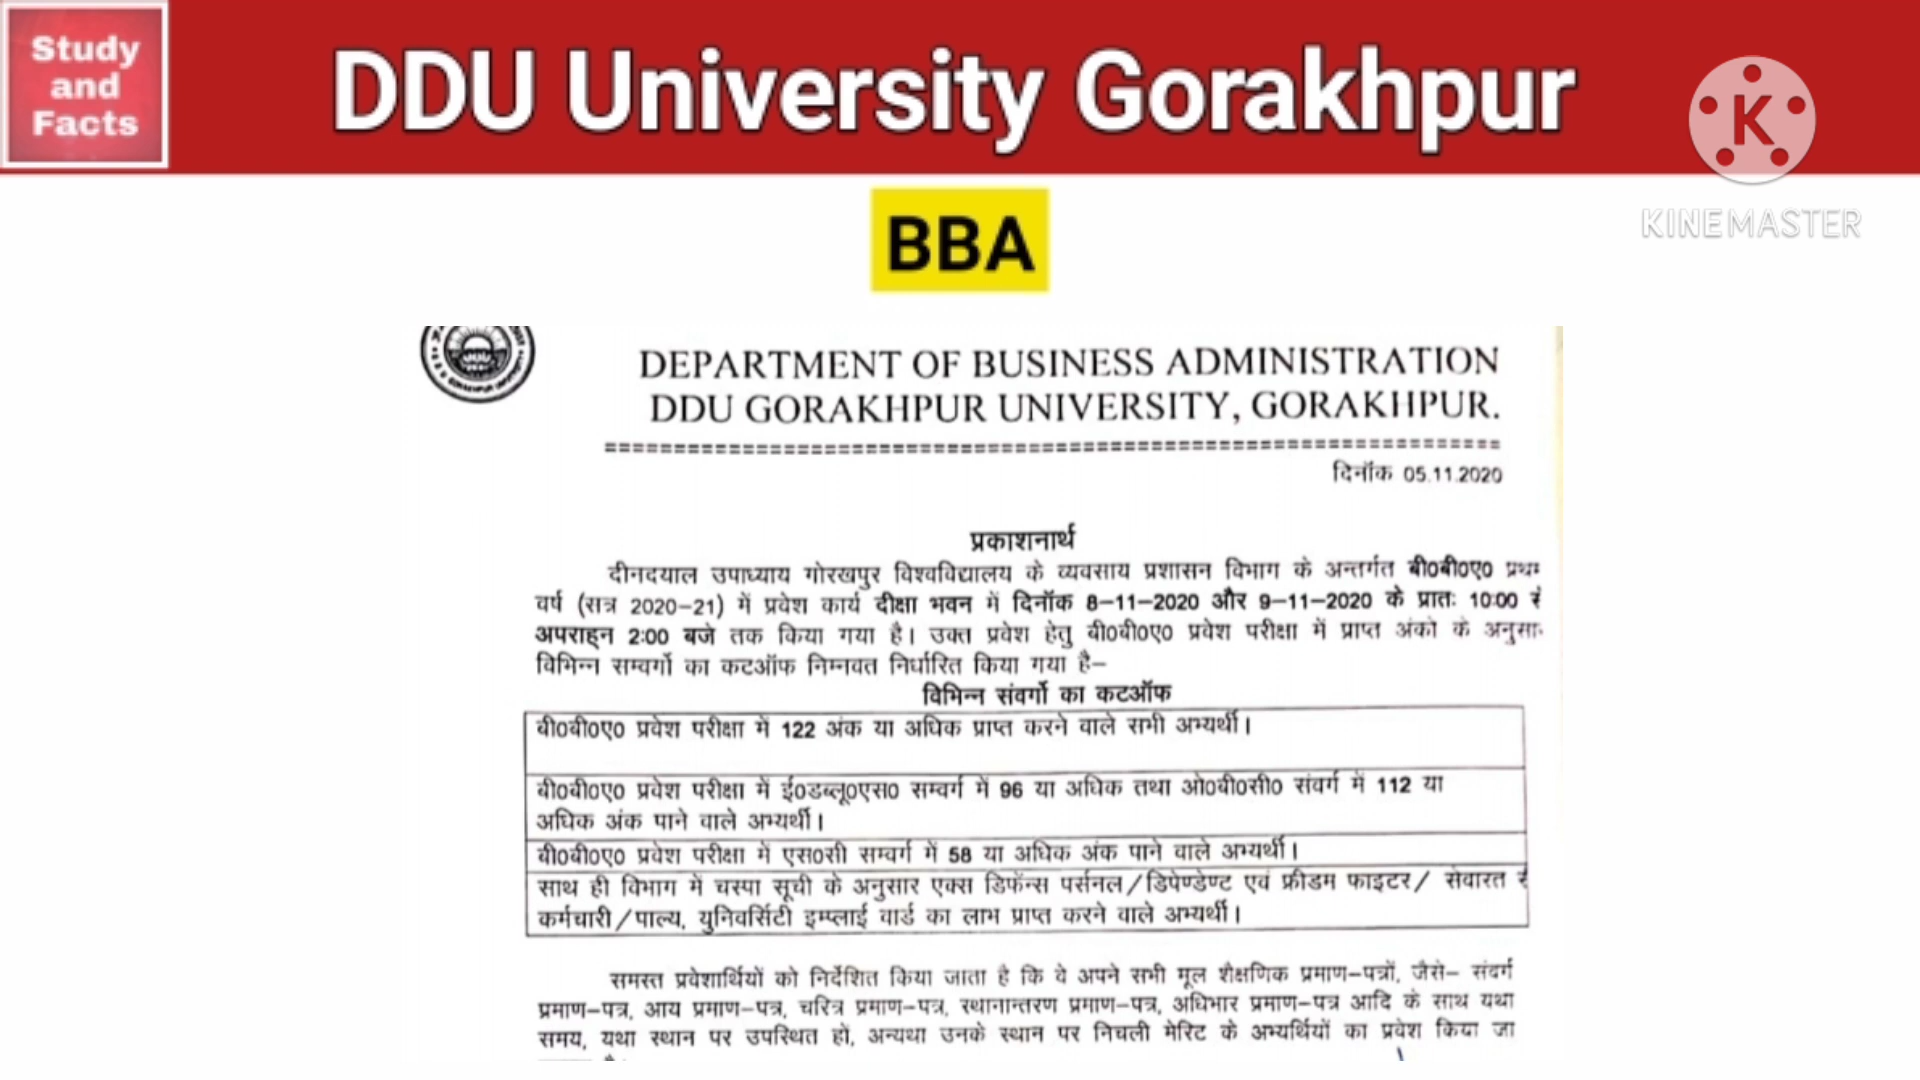 Study
and
Facts
DDU University Gorakhpur
K
KINEMASTER
BBA
DEPARTMENT OF BUSINESS ADMINISTRATION
DDU GORAKHPUR UNIVERSITY, GORAKHPUR.
================================================================
दिनॉक 05.11.2020
प्रकाशनार्थ
दीनदयाल उपाध्याय गोरखपुर विश्वविद्यालय के व्यवसाय प्रशासन विभाग के अन्तर्गत बी0बी0ए0
वर्ष (सत्र 2020-21) में प्रवेश कार्य दीक्षा भवन में दिनॉक 8-11-2020 और 9-11-2020 के प्रातः 10:00
अपराह्न 2:00 बजे तक किया गया है। उक्त प्रवेश हेतु बी0बी0ए0 प्रवेश परीक्षा में प्राप्त अंको के
विभिन्न सम्वर्गो का कटऑफ निम्नवत निर्धारित किया गया है–
विभिन्न संवर्गो का कटऑफ
बी0बी0ए0 प्रवेश परीक्षा में 122 अंक या अधिक प्राप्त करने वाले सभी अभ्यर्थी।
बी0बी0ए0 प्रवेश परीक्षा में ई0डब्लू0एस0 सम्वर्ग में 96 या अधिक तथा ओ0बी0सी0 संवर्ग में 112 या
अधिक अंक पाने वाले अभ्यर्थी।
बी0बी0ए0 प्रवेश परीक्षा में एस0सी सम्वर्ग में 58 या अधिक अंक पाने वाले अभ्यर्थी।
साथ ही विभाग में चस्पा सूची के अनुसार एक्स डिफेंन्स पर्सनल/डिपेण्डेण्ट एवं फ्रीडम फाइटर/ सेवारत
कर्मचारी/पाल्य, युनिवर्सिटी इम्प्लाई वार्ड का लाभ प्राप्त करने वाले अभ्यर्थी।
समस्त प्रवेशार्थियों को निर्देशित किया जाता है कि वे अपने सभी मूल शैक्षणिक प्रमाण–पत्रों, जैसे– संवर्ग
प्रमाण–पत्र, आय प्रमाण–पत्र, चरित्र प्रमाण–पत्र, स्थानान्तरण प्रमाण–पत्र, अधिभार प्रमाण–पत्र आदि के साथ यथा
समय, यथा स्थान पर उपस्थित हों, अन्यथा उनके स्थान पर निचली मेरिट के अभ्यर्थियों का प्रवेश किया जा